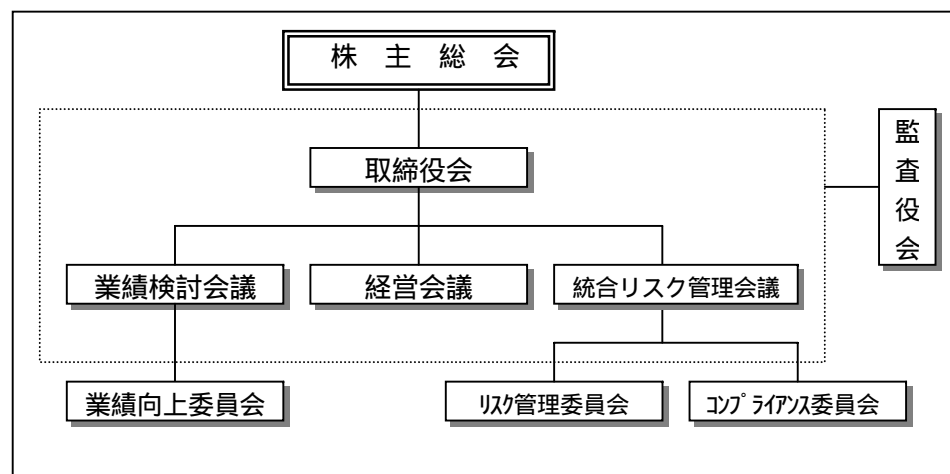 株 主 総 会
監査役会
取締役会
業績検討会議
経営会議
統合リスク管理会議
業績向上委員会
ﾘｽｸ管理委員会
ｺﾝﾌﾟﾗｲｱﾝｽ委員会